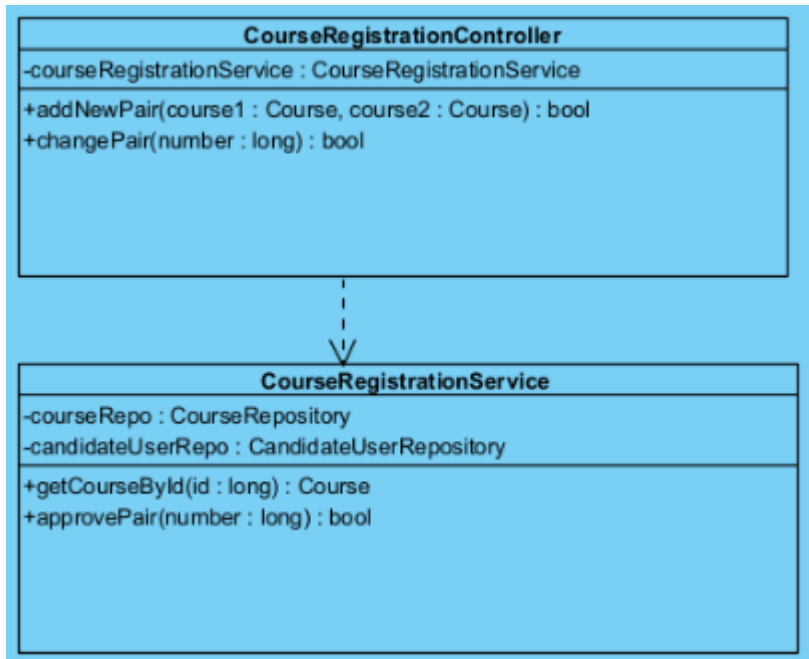 CourseRegistrationController
-courseRegistrationService : CourseRegistrationService
+addNewPair(course1 : Course, course2 : Course) : bool
+changePair(number : long) : bool
CourseRegistrationService
-courseRepo : CourseRepository
-candidateUserRepo : CandidateUserRepository
+getCourseById(id : long) : Course
+approvePair(number : long) : bool